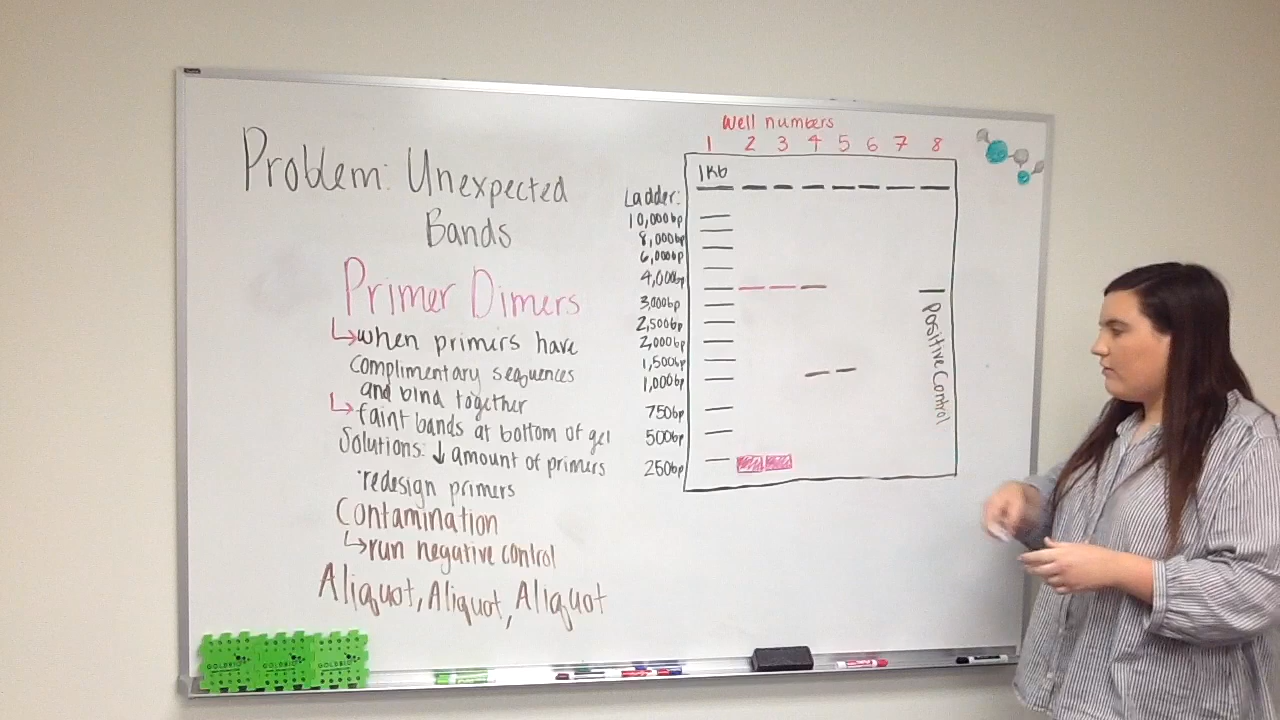 Problem: Unexpected
Bands
Primer Dimers
↳when primers have
complimentary sequences
and bind together
↳faint bands at bottom of gel
Solutions: ↓ amount of primers
·redesign primers
Contamination
↳run negative control
Aliquot, Aliquot, Aliquot
Well numbers
1 2 3 4 5 6 7 8
1Kb
Ladder:
10,000bp
8,000bp
6,000bp
4,000bp
3,000bp
2,500bp
2,000bp
1,500bp
1,000bp
750bp
500bp
250bp
Positive Control
GOLDBIO GOLDBIO GOLDBIO